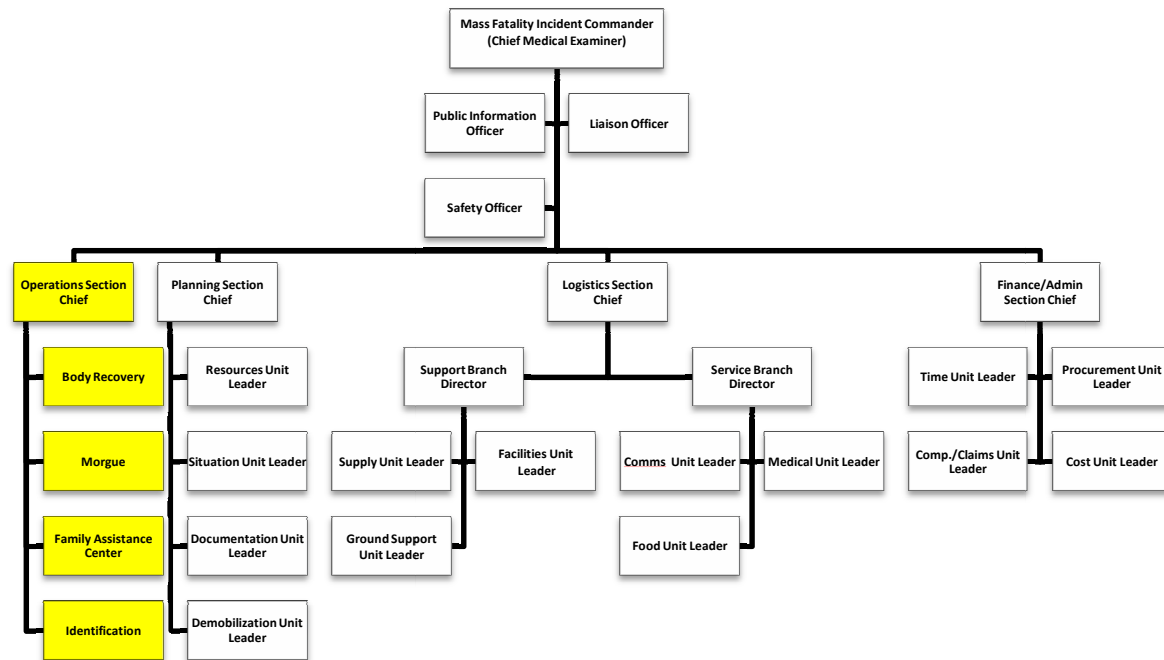 Mass Fatality Incident Commander
(Chief Medical Examiner)
Public Information
Officer
Liaison Officer
Safety Officer
Operations Section
Chief
Planning Section
Chief
Logistics Section
Chief
Finance/Admin
Section Chief
Body Recovery
Resources Unit
Leader
Support Branch
Director
Service Branch
Director
Time Unit Leader
Procurement Unit
Leader
Morgue
Situation Unit Leader
Supply Unit Leader
Facilities Unit
Leader
Comms Unit Leader
Medical Unit Leader
Comp./Claims Unit
Leader
Cost Unit Leader
Family Assistance
Center
Documentation Unit
Leader
Ground Support
Unit Leader
Food Unit Leader
Identification
Demobilization Unit
Leader